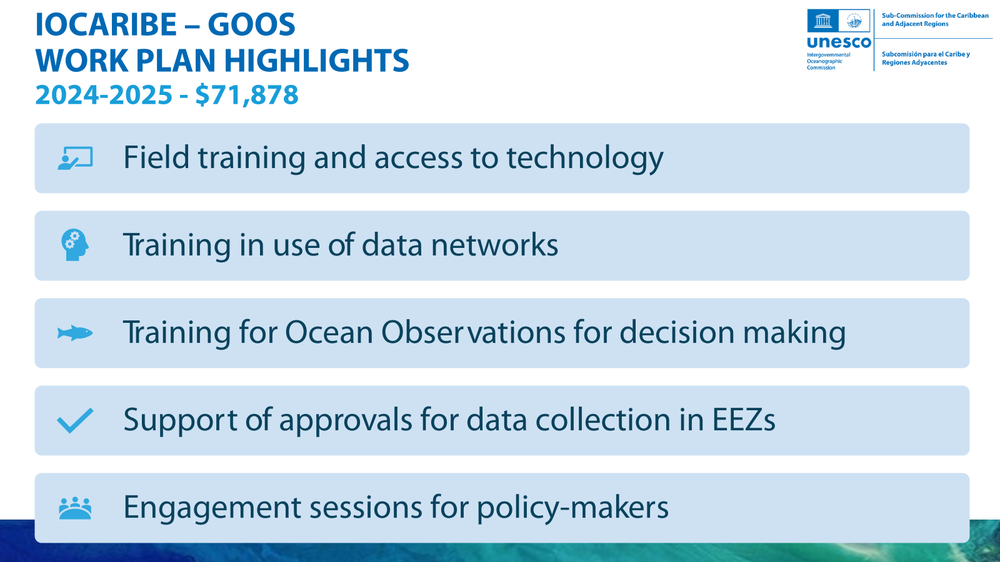 IOCARIBE – GOOS
WORK PLAN HIGHLIGHTS
2024-2025 - $71,878
unesco
Intergovernmental
Oceanographic
Commission
Sub-Commission for the Caribbean
and Adjacent Regions
Subcomisión para el Caribe y
Regiones Adyacentes
Field training and access to technology
Training in use of data networks
Training for Ocean Observations for decision making
Support of approvals for data collection in EEZs
Engagement sessions for policy-makers